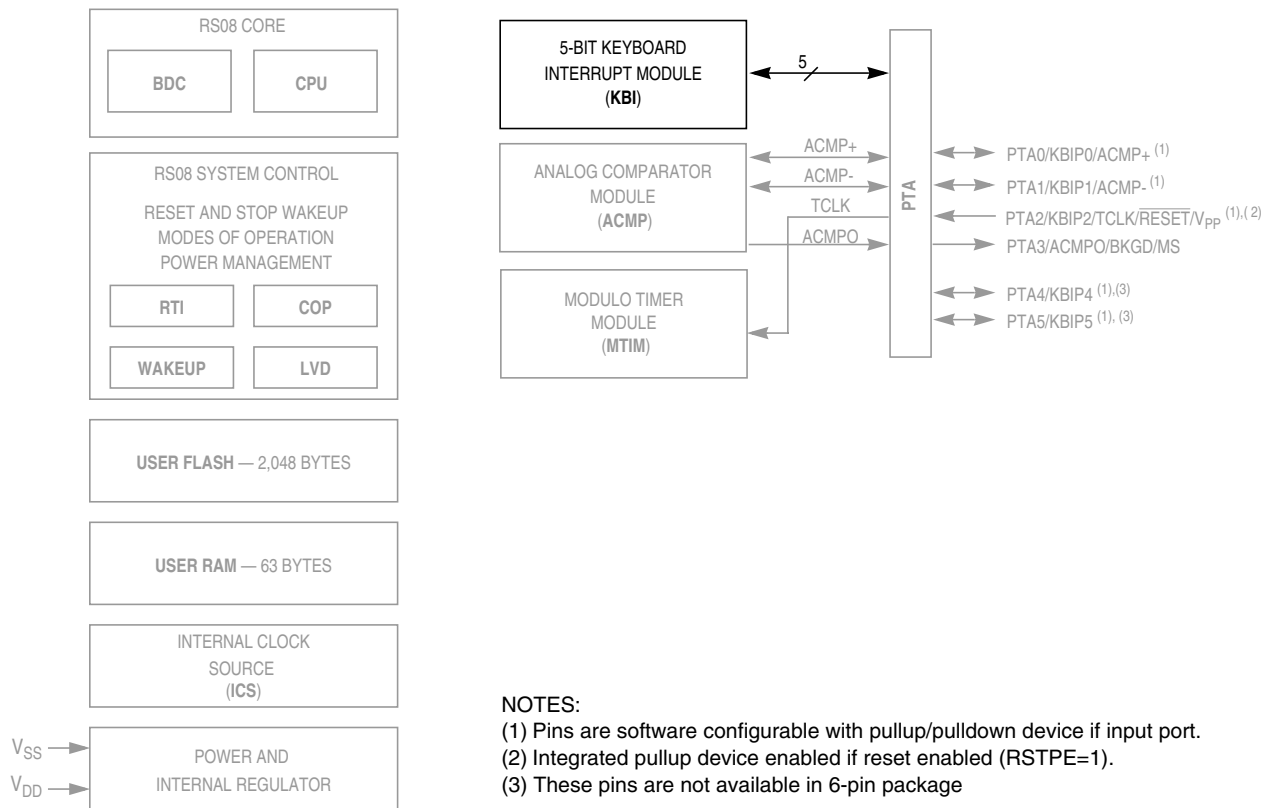 RS08 CORE
BDC
CPU
RS08 SYSTEM CONTROL
RESET AND STOP WAKEUP
MODES OF OPERATION
POWER MANAGEMENT
RTI
COP
WAKEUP
LVD
USER FLASH — 2,048 BYTES
USER RAM — 63 BYTES
INTERNAL CLOCK
SOURCE
(ICS)
VSS
VDD
POWER AND
INTERNAL REGULATOR
5-BIT KEYBOARD
INTERRUPT MODULE
(KBI)
5
ANALOG COMPARATOR
MODULE
(ACMP)
ACMP+
ACMP-
TCLK
ACMPO
MODULO TIMER
MODULE
(MTIM)
PTA
PTA0/KBIP0/ACMP+ (1)
PTA1/KBIP1/ACMP- (1)
PTA2/KBIP2/TCLK/RESET/VPP (1),( 2)
PTA3/ACMPO/BKGD/MS
PTA4/KBIP4 (1),(3)
PTA5/KBIP5 (1), (3)
NOTES:
(1) Pins are software configurable with pullup/pulldown device if input port.
(2) Integrated pullup device enabled if reset enabled (RSTPE=1).
(3) These pins are not available in 6-pin package